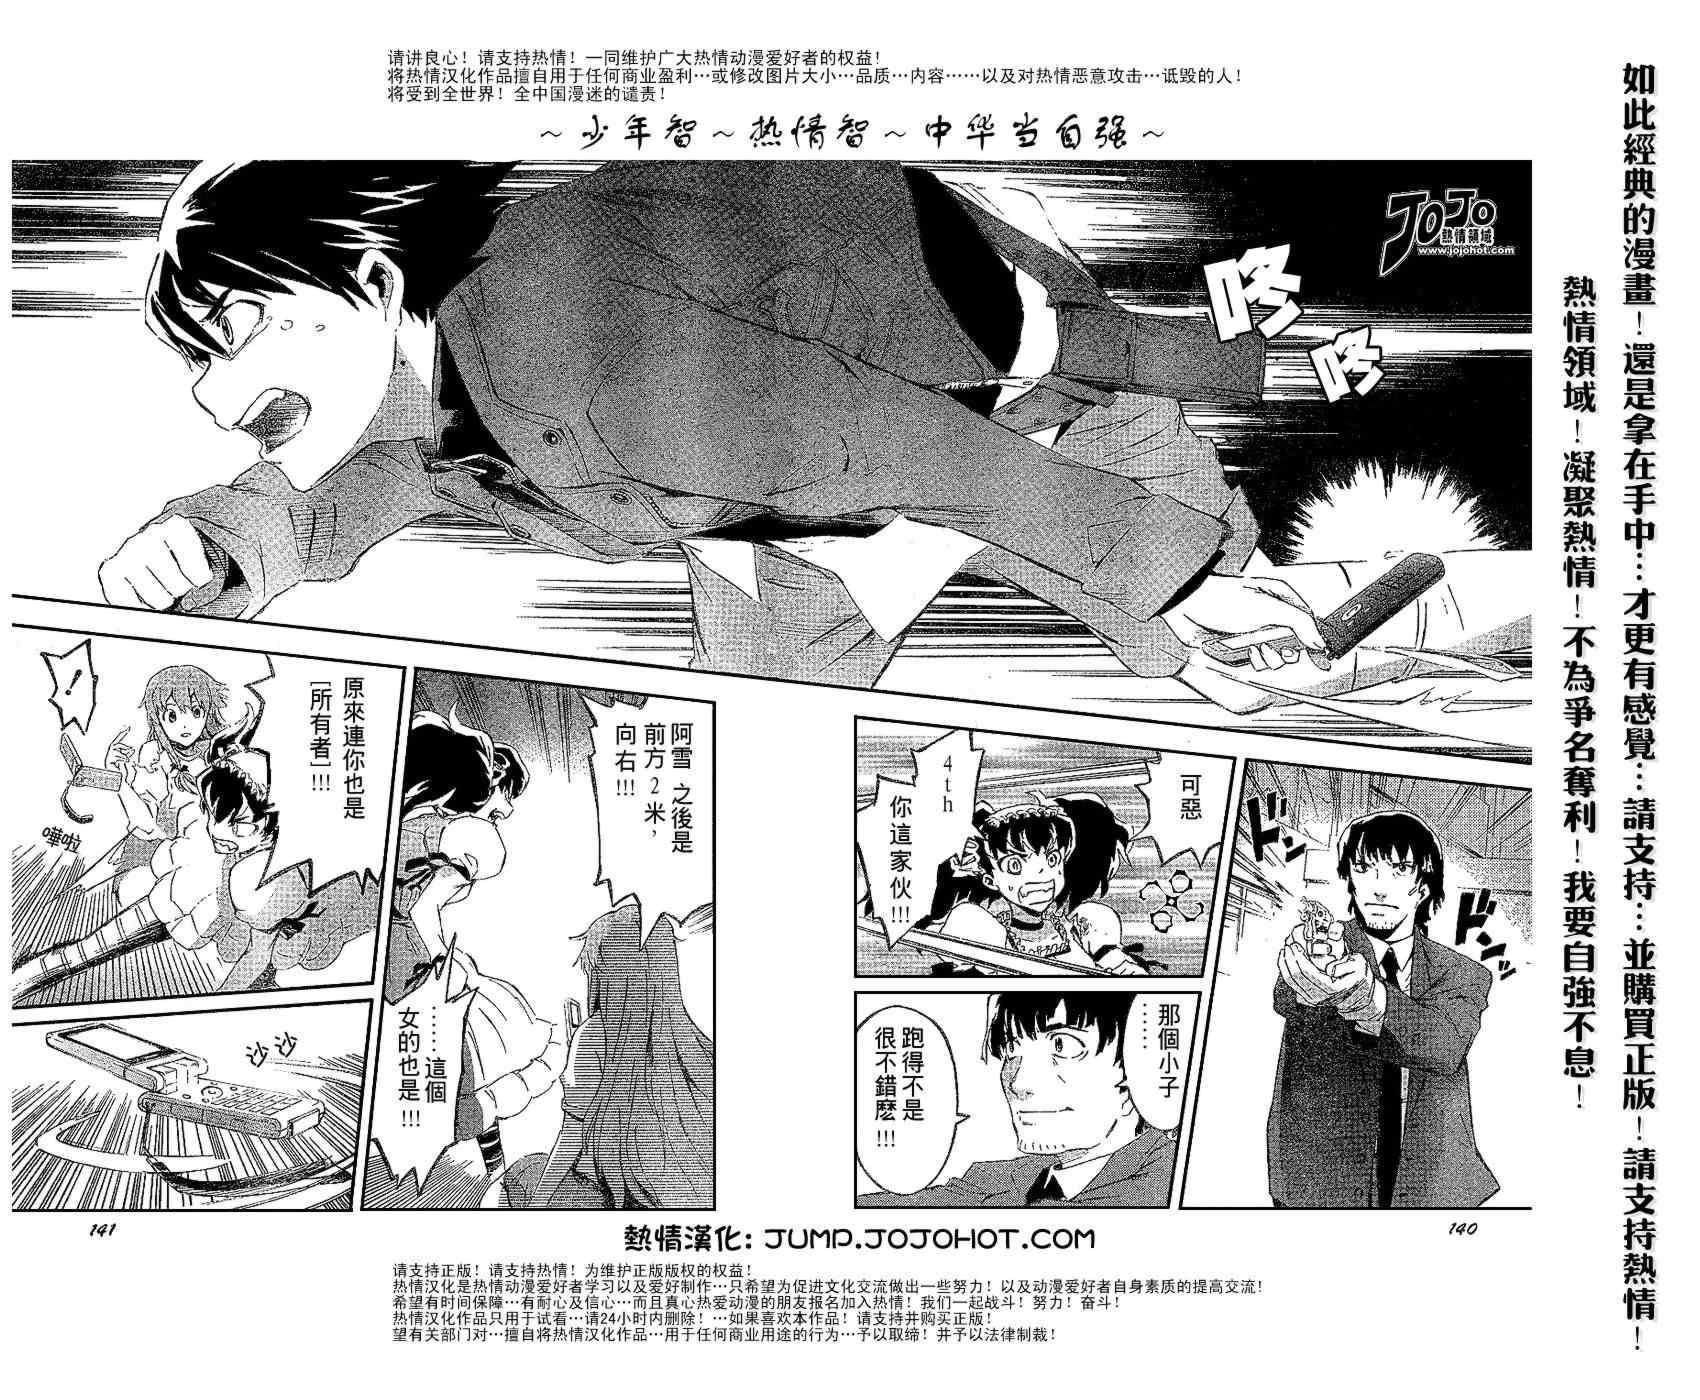 请讲良心！请支持热情！一同维护广大热情动漫爱好者的权益！
将热情汉化作品擅自用于任何商业盈利…或修改图片大小…品质…内容……以及对热情恶意攻击…诋毁的人！
将受到全世界！全中国漫迷的谴责！
～少年智～热情智～中华当自强～
如此經典的漫畫！還是拿在手中…才更有感覺…請支持…並購買正版！請支持熱情！
熱情領域！凝聚熱情！不為爭名奪利！我要自強不息！
JOJO
熱情領域
www.jojohot.com
咚
咚
ドン
ドン
可惡
4th
你這家伙!!!
那個小子
……
跑得不是
很不錯麽
!!!
阿雪 之後是
前方2米，
向右!!!
……這個
女的也是!!!
原來連你也是
[所有者]!!!
！
嘩啦
沙沙
141
140
熱情漢化: JUMP.JOJOHOT.COM
请支持正版！请支持热情！为维护正版版权的权益！
热情汉化是热情动漫爱好者学习以及爱好制作…只希望为促进文化交流做出一些努力！以及动漫爱好者自身素质的提高交流！
希望有时间保障…有耐心及信心…而且真心热爱动漫的朋友报名加入热情！我们一起战斗！努力！奋斗！
热情汉化作品只用于试看…请24小时内删除！…如果喜欢本作品！请支持并购买正版！
望有关部门对…擅自将热情汉化作品…用于任何商业用途的行为…予以取缔！并予以法律制裁！